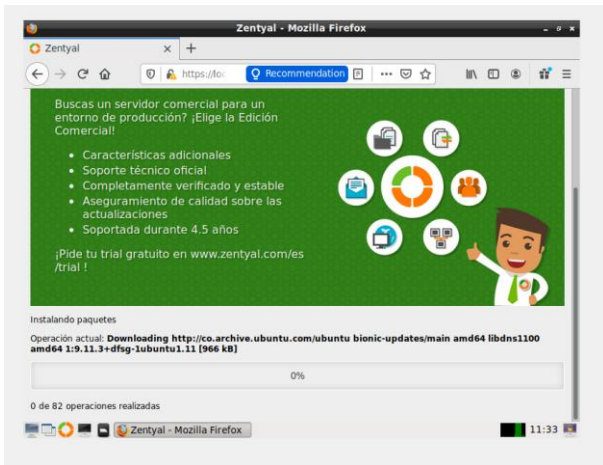 Zentyal - Mozilla Firefox
Zentyal
https://loc
Recommendation
Buscas un servidor comercial para un
entorno de producción? ¡Elige la Edición
Comercial!
Características adicionales
Soporte técnico oficial
Completamente verificado y estable
Aseguramiento de calidad sobre las
actualizaciones
Soportada durante 4.5 años
¡Pide tu trial gratuito en www.zentyal.com/es
/trial !
Instalando paquetes
Operación actual: Downloading http://co.archive.ubuntu.com/ubuntu bionic-updates/main amd64 libdns1100
amd64 1:9.11.3+dfsg-1ubuntu1.11 [966 kB]
0%
0 de 82 operaciones realizadas
Zentyal - Mozilla Firefox
11:33